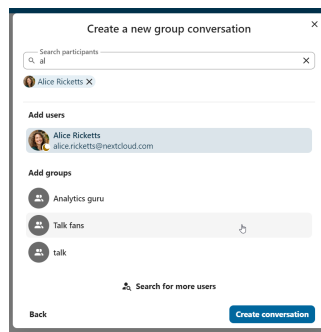 Create a new group conversation
Search participants
al
Alice Ricketts
Add users
Alice Ricketts
alice.ricketts@nextcloud.com
Add groups
Analytics guru
Talk fans
talk
Search for more users
Back
Create conversation